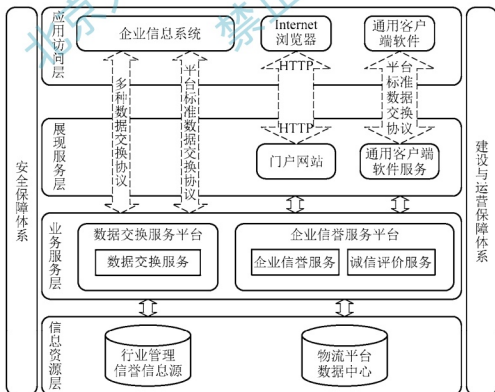 北京
禁止
安全保障体系
建设与运营保障体系
应用访问层
企业信息系统
Internet
浏览器
通用客户
端软件
多种数据交换协议
平台标准数据交换协议
HTTP
HTTP
平台标准数据交换协议
展现服务层
门户网站
通用客户端
软件服务
业务服务层
数据交换服务平台
数据交换服务
企业信誉服务平台
企业信誉服务
诚信评价服务
信息资源层
行业管理
信誉信息源
物流平台
数据中心